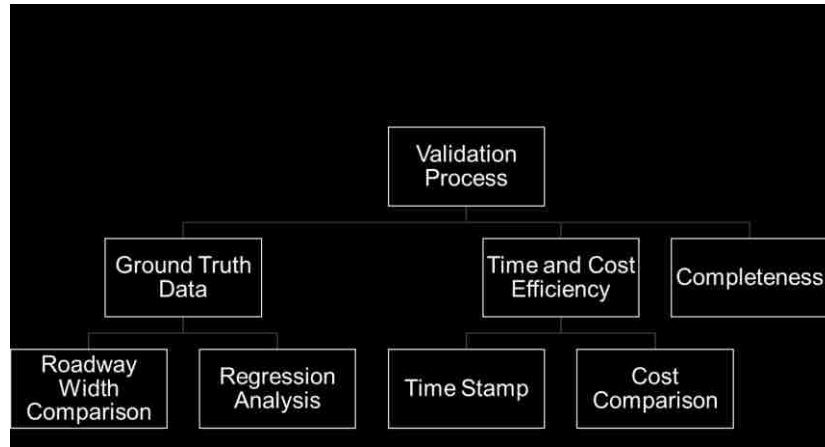 Validation
Process
Ground Truth
Data
Time and Cost
Efficiency
Completeness
Roadway
Width
Comparison
Regression
Analysis
Time Stamp
Cost
Comparison